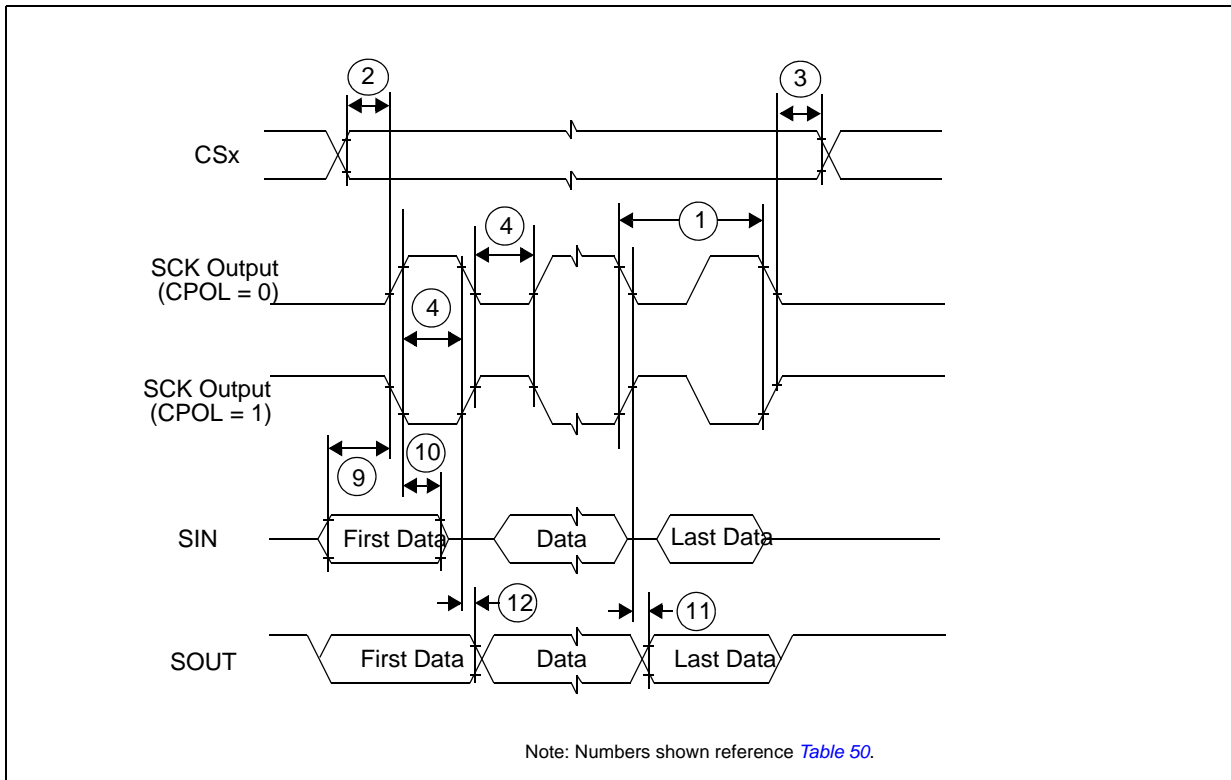 2
3
CSx
1
4
SCK Output
(CPOL = 0)
4
SCK Output
(CPOL = 1)
10
9
SIN
First Data
Data
Last Data
12
11
SOUT
First Data
Data
Last Data
Note: Numbers shown reference Table 50.